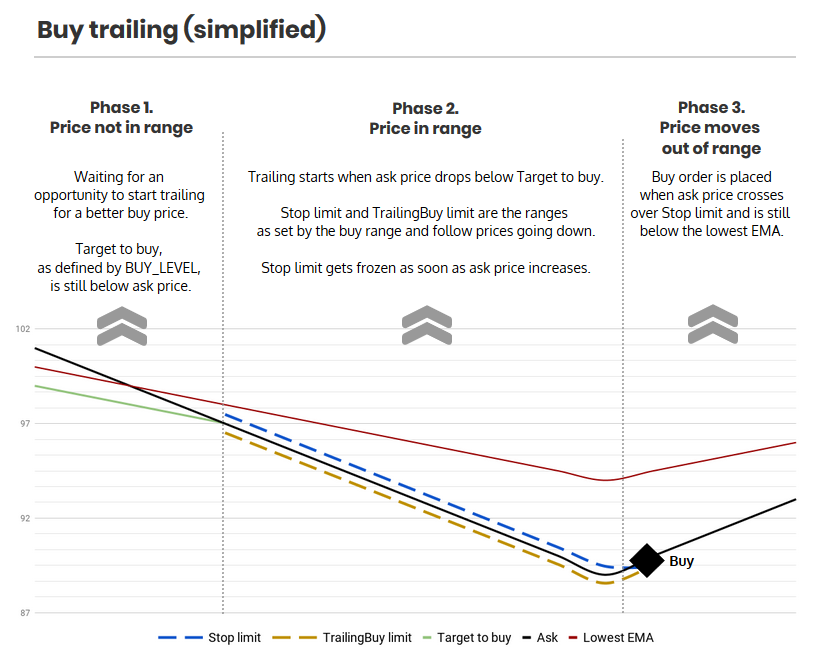 Buy trailing (simplified)
Phase 1.
Price not in range
Waiting for an
opportunity to start trailing
for a better buy price.
Target to buy,
as defined by BUY_LEVEL,
is still below ask price.
Phase 2.
Price in range
Trailing starts when ask price drops below Target to buy.
Stop limit and TrailingBuy limit are the ranges
as set by the buy range and follow prices going down.
Stop limit gets frozen as soon as ask price increases.
Phase 3.
Price moves
out of range
Buy order is placed
when ask price crosses
over Stop limit and is still
below the lowest EMA.
102
97
92
87
Buy
Stop limit
TrailingBuy limit
Target to buy
Ask
Lowest EMA